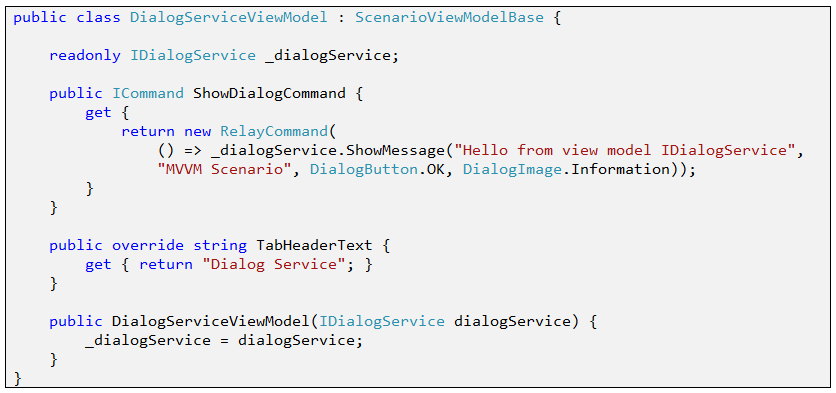 public class DialogServiceViewModel : ScenarioViewModelBase {
readonly IDialogService _dialogService;
public ICommand ShowDialogCommand {
get {
return new RelayCommand(
() => _dialogService.ShowMessage("Hello from view model IDialogService",
"MVVM Scenario", DialogButton.OK, DialogImage.Information));
}
}
public override string TabHeaderText {
get { return "Dialog Service"; }
}
public DialogServiceViewModel(IDialogService dialogService) {
_dialogService = dialogService;
}
}